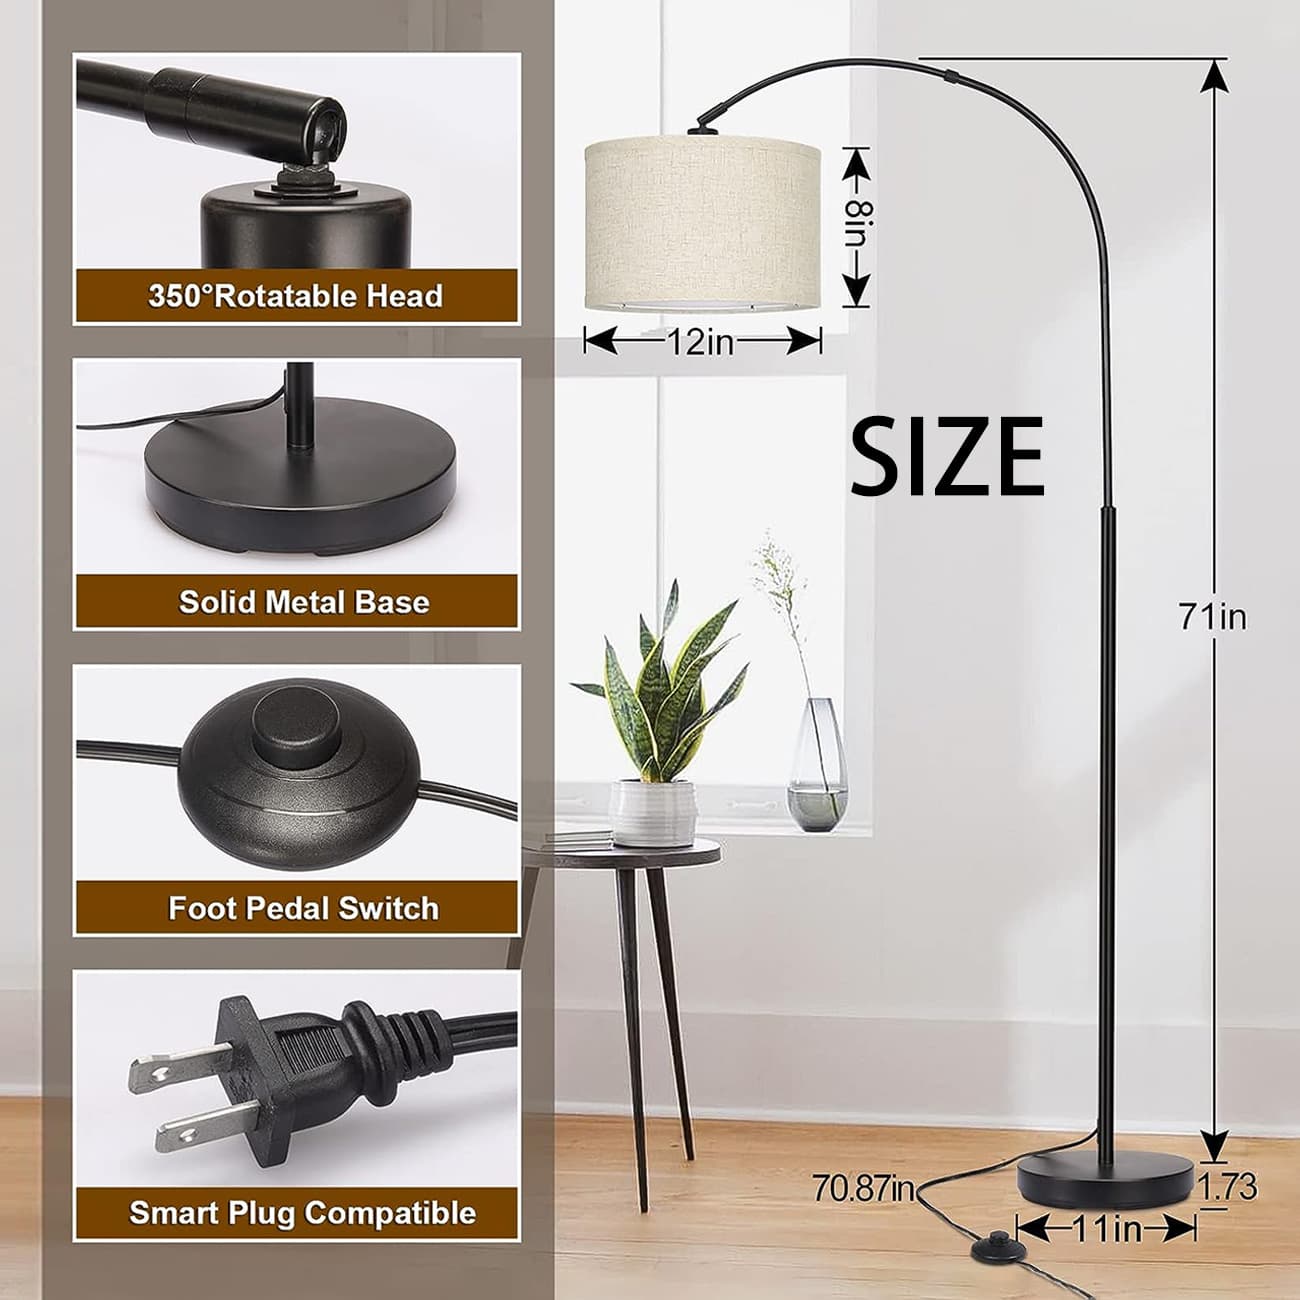 350°Rotatable Head
Solid Metal Base
Foot Pedal Switch
Smart Plug Compatible
8in
12in
SIZE
71in
70.87in
1.73
11in